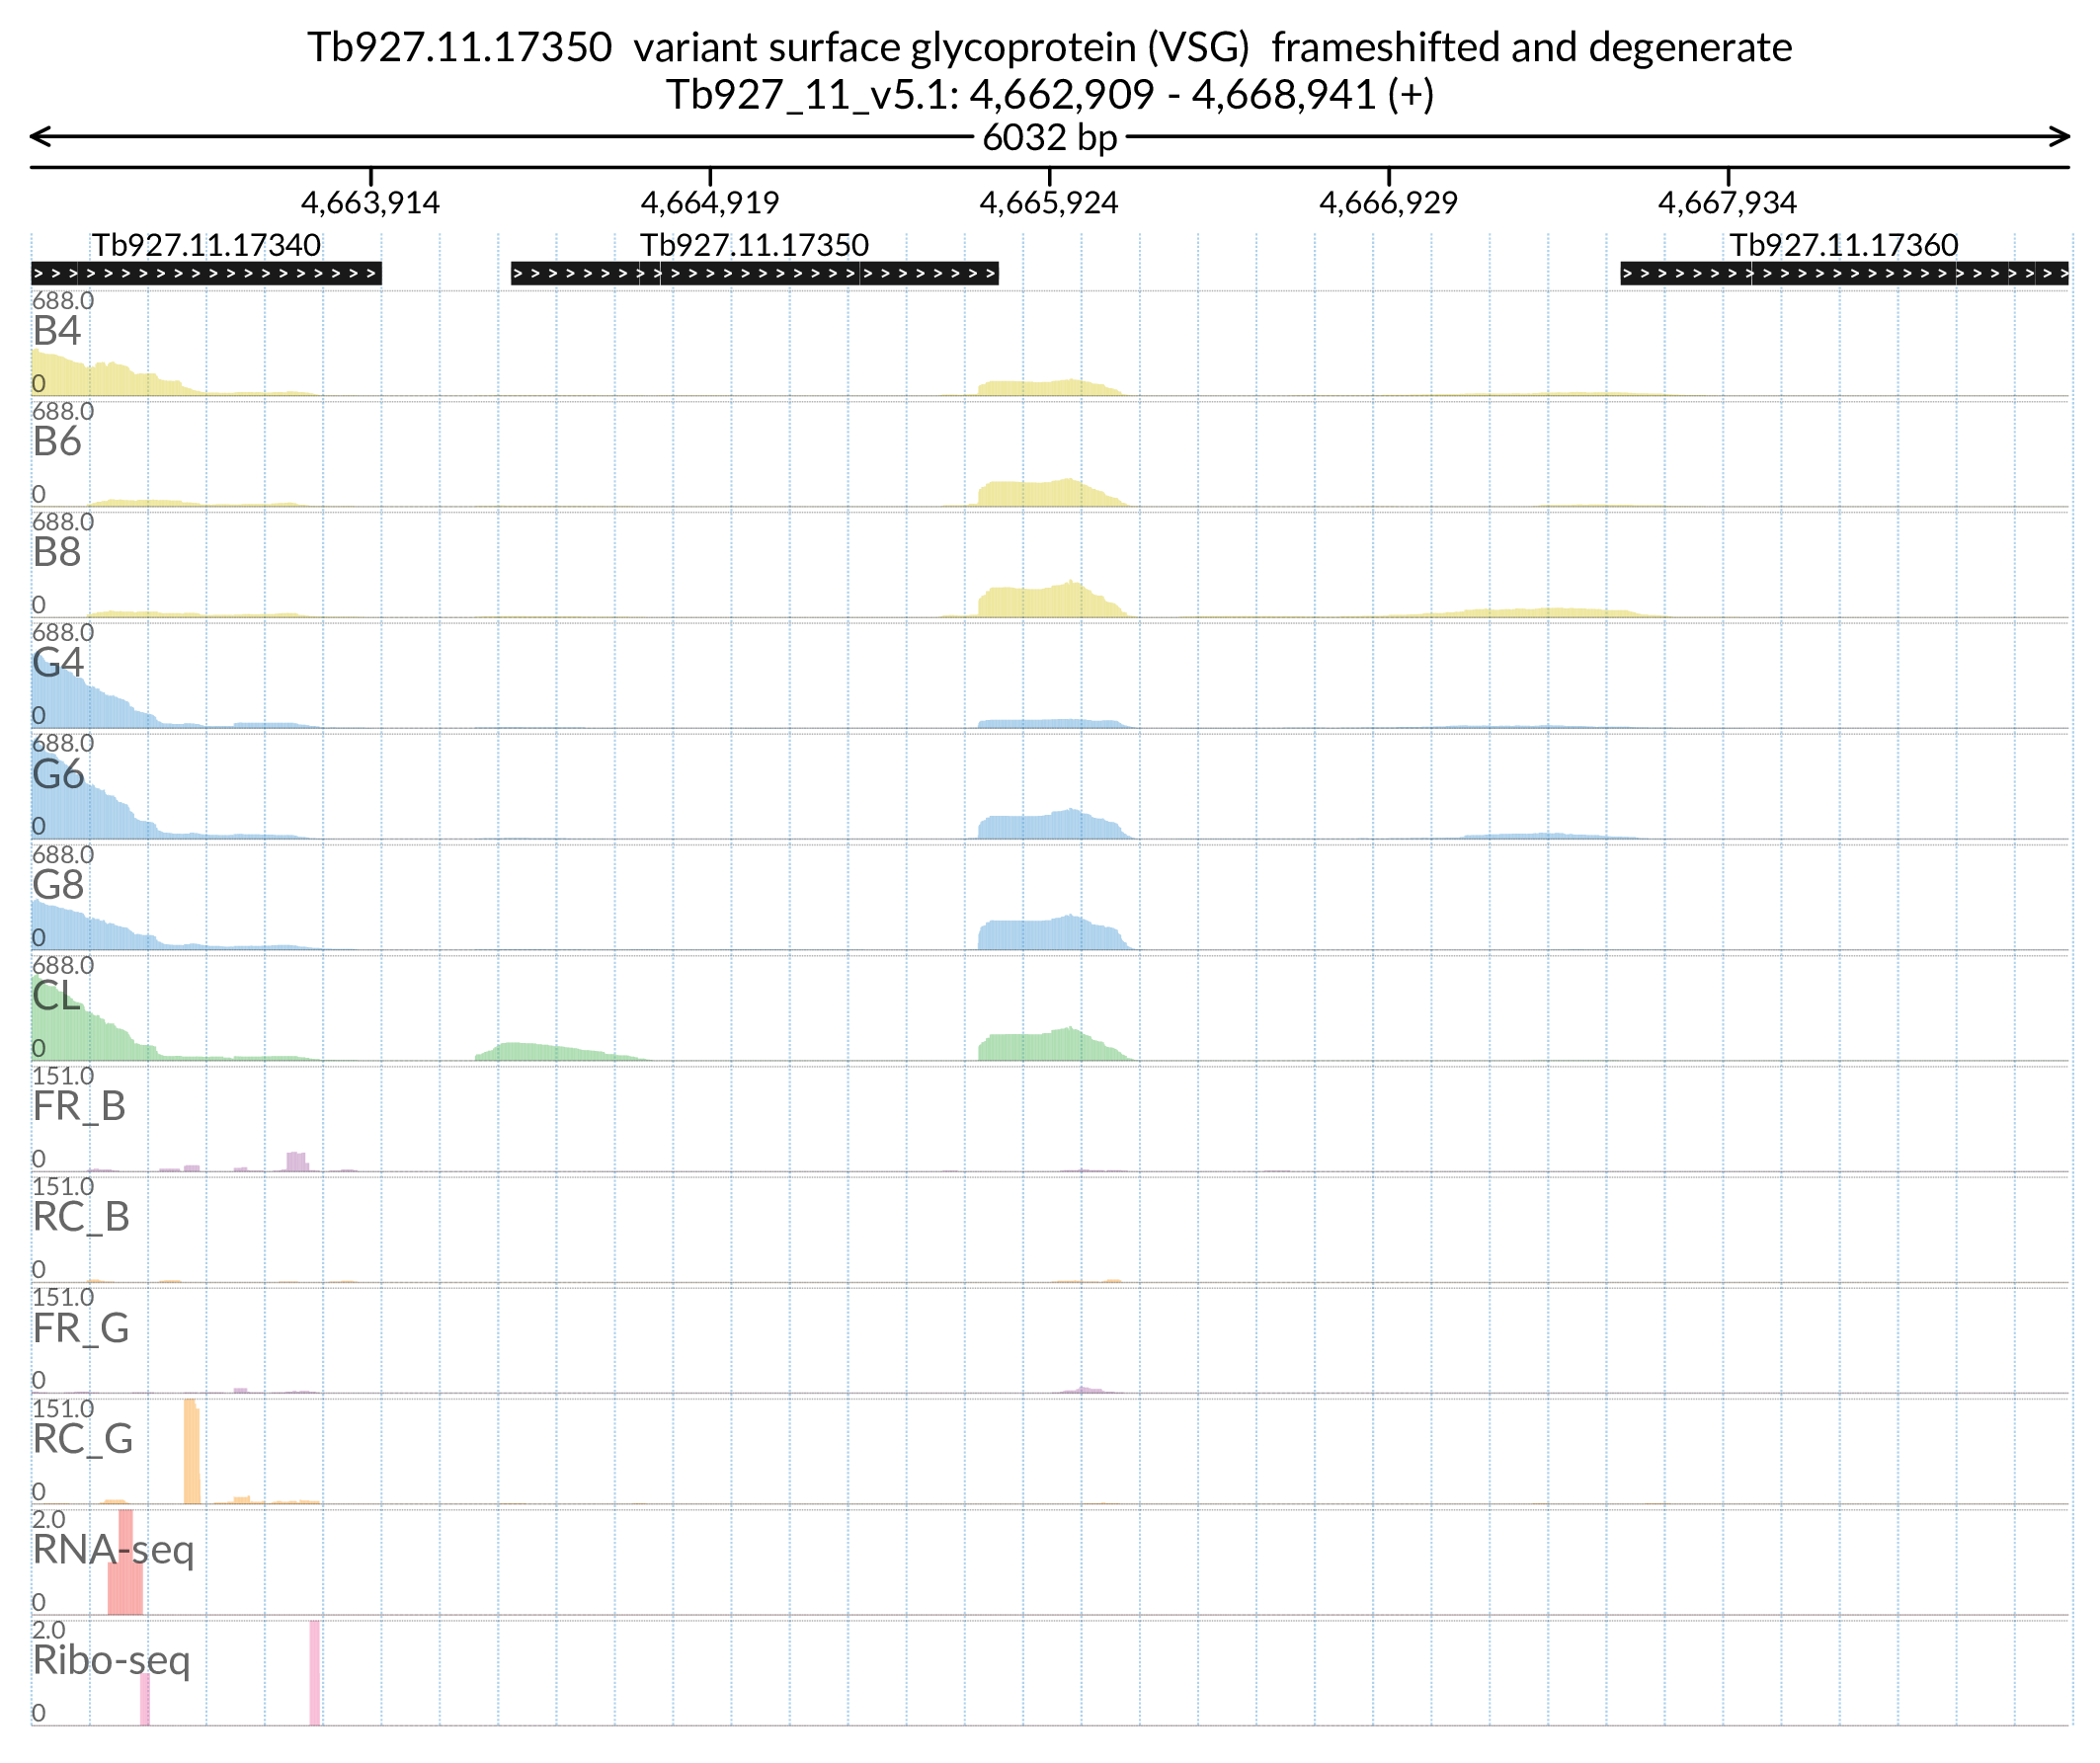 Tb927.11.17350  variant surface glycoprotein (VSG)  frameshifted and degenerate
Tb927_11_v5.1: 4,662,909 - 4,668,941 (+)
6032 bp
4,663,914 4,664,919 4,665,924 4,666,929 4,667,934
Tb927.11.17340 Tb927.11.17350 Tb927.11.17360
688.0
B4
0
688.0
B6
0
688.0
B8
0
688.0
G4
0
688.0
G6
0
688.0
G8
0
688.0
CL
0
151.0
FR_B
0
151.0
RC_B
0
151.0
FR_G
0
151.0
RC_G
0
2.0
RNA-seq
0
2.0
Ribo-seq
0